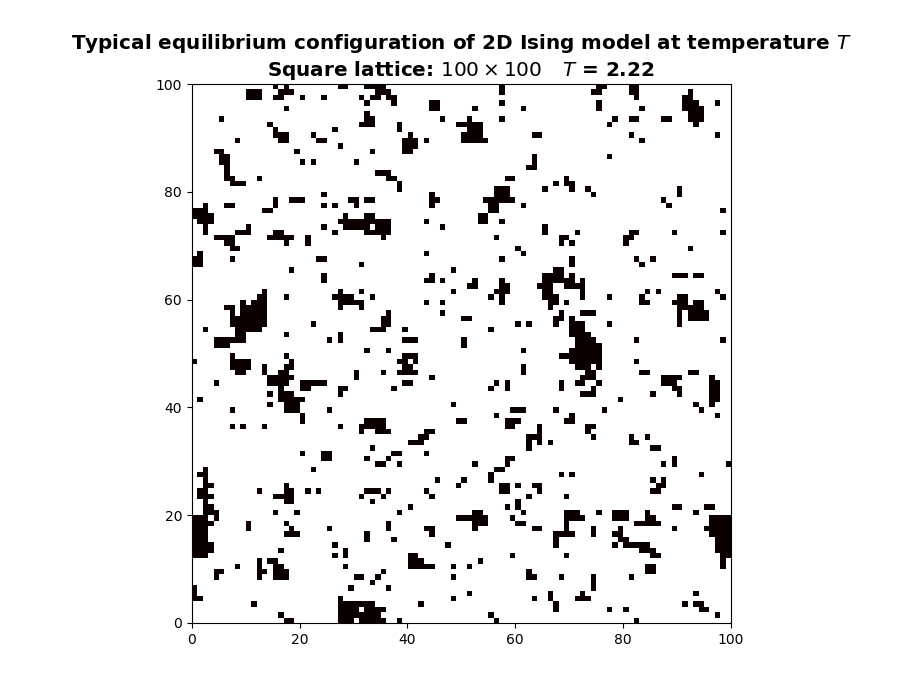 Typical equilibrium configuration of 2D Ising model at temperature T
Square lattice: 100 × 100 T = 2.22
100
80
60
40
20
0
0 20 40 60 80 100